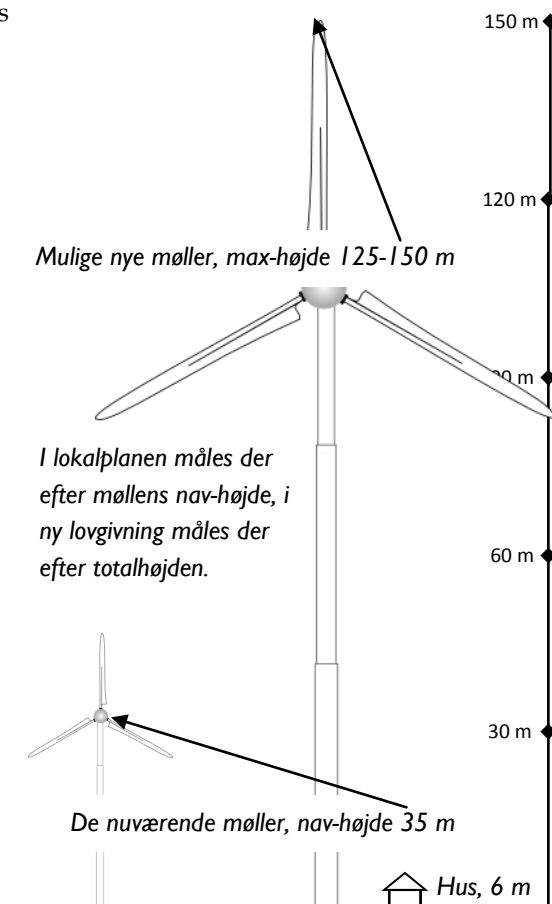 s
150 m
120 m
Mulige nye møller, max-højde 125-150 m
90 m
I lokalplanen måles der
efter møllens nav-højde, i
ny lovgivning måles der
efter totalhøjden.
60 m
30 m
De nuværende møller, nav-højde 35 m
Hus, 6 m